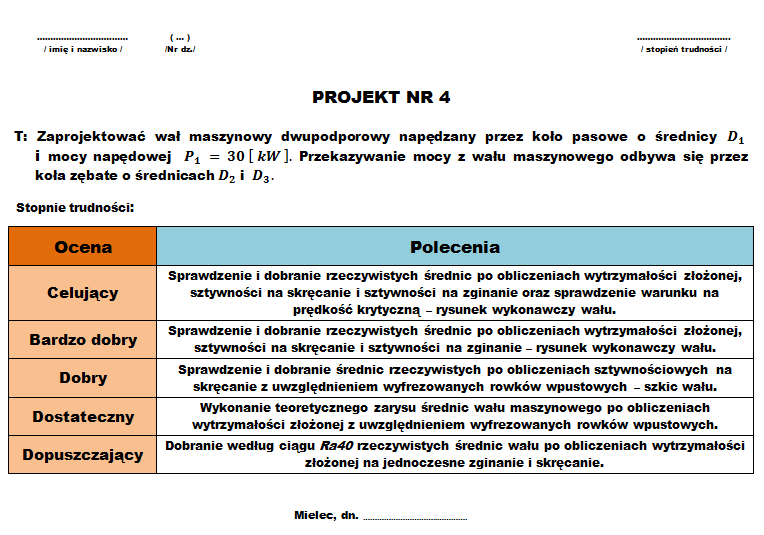 .................................. ( ... ) ...................................
/ imię i nazwisko / /Nr dz./ / stopień trudności /
PROJEKT NR 4
T: Zaprojektować wał maszynowy dwupodporowy napędzany przez koło pasowe o średnicy D₁
i mocy napędowej P₁ = 30 [ kW ]. Przekazywanie mocy z wału maszynowego odbywa się przez
koła zębate o średnicach D₂ i D₃.
Stopnie trudności:
Ocena Polecenia
Celujący
Sprawdzenie i dobranie rzeczywistych średnic po obliczeniach wytrzymałości złożonej,
sztywności na skręcanie i sztywności na zginanie oraz sprawdzenie warunku na
prędkość krytyczną – rysunek wykonawczy wału.
Bardzo dobry
Sprawdzenie i dobranie rzeczywistych średnic po obliczeniach wytrzymałości złożonej,
sztywności na skręcanie i sztywności na zginanie – rysunek wykonawczy wału.
Dobry
Sprawdzenie i dobranie średnic rzeczywistych po obliczeniach sztywnościowych na
skręcanie z uwzględnieniem wyfrezowanych rowków wpustowych – szkic wału.
Dostateczny
Wykonanie teoretycznego zarysu średnic wału maszynowego po obliczeniach
wytrzymałości złożonej z uwzględnieniem wyfrezowanych rowków wpustowych.
Dopuszczający
Dobranie według ciągu Ra40 rzeczywistych średnic wału po obliczeniach wytrzymałości
złożonej na jednoczesne zginanie i skręcanie.
Mielec, dn. ..........................................